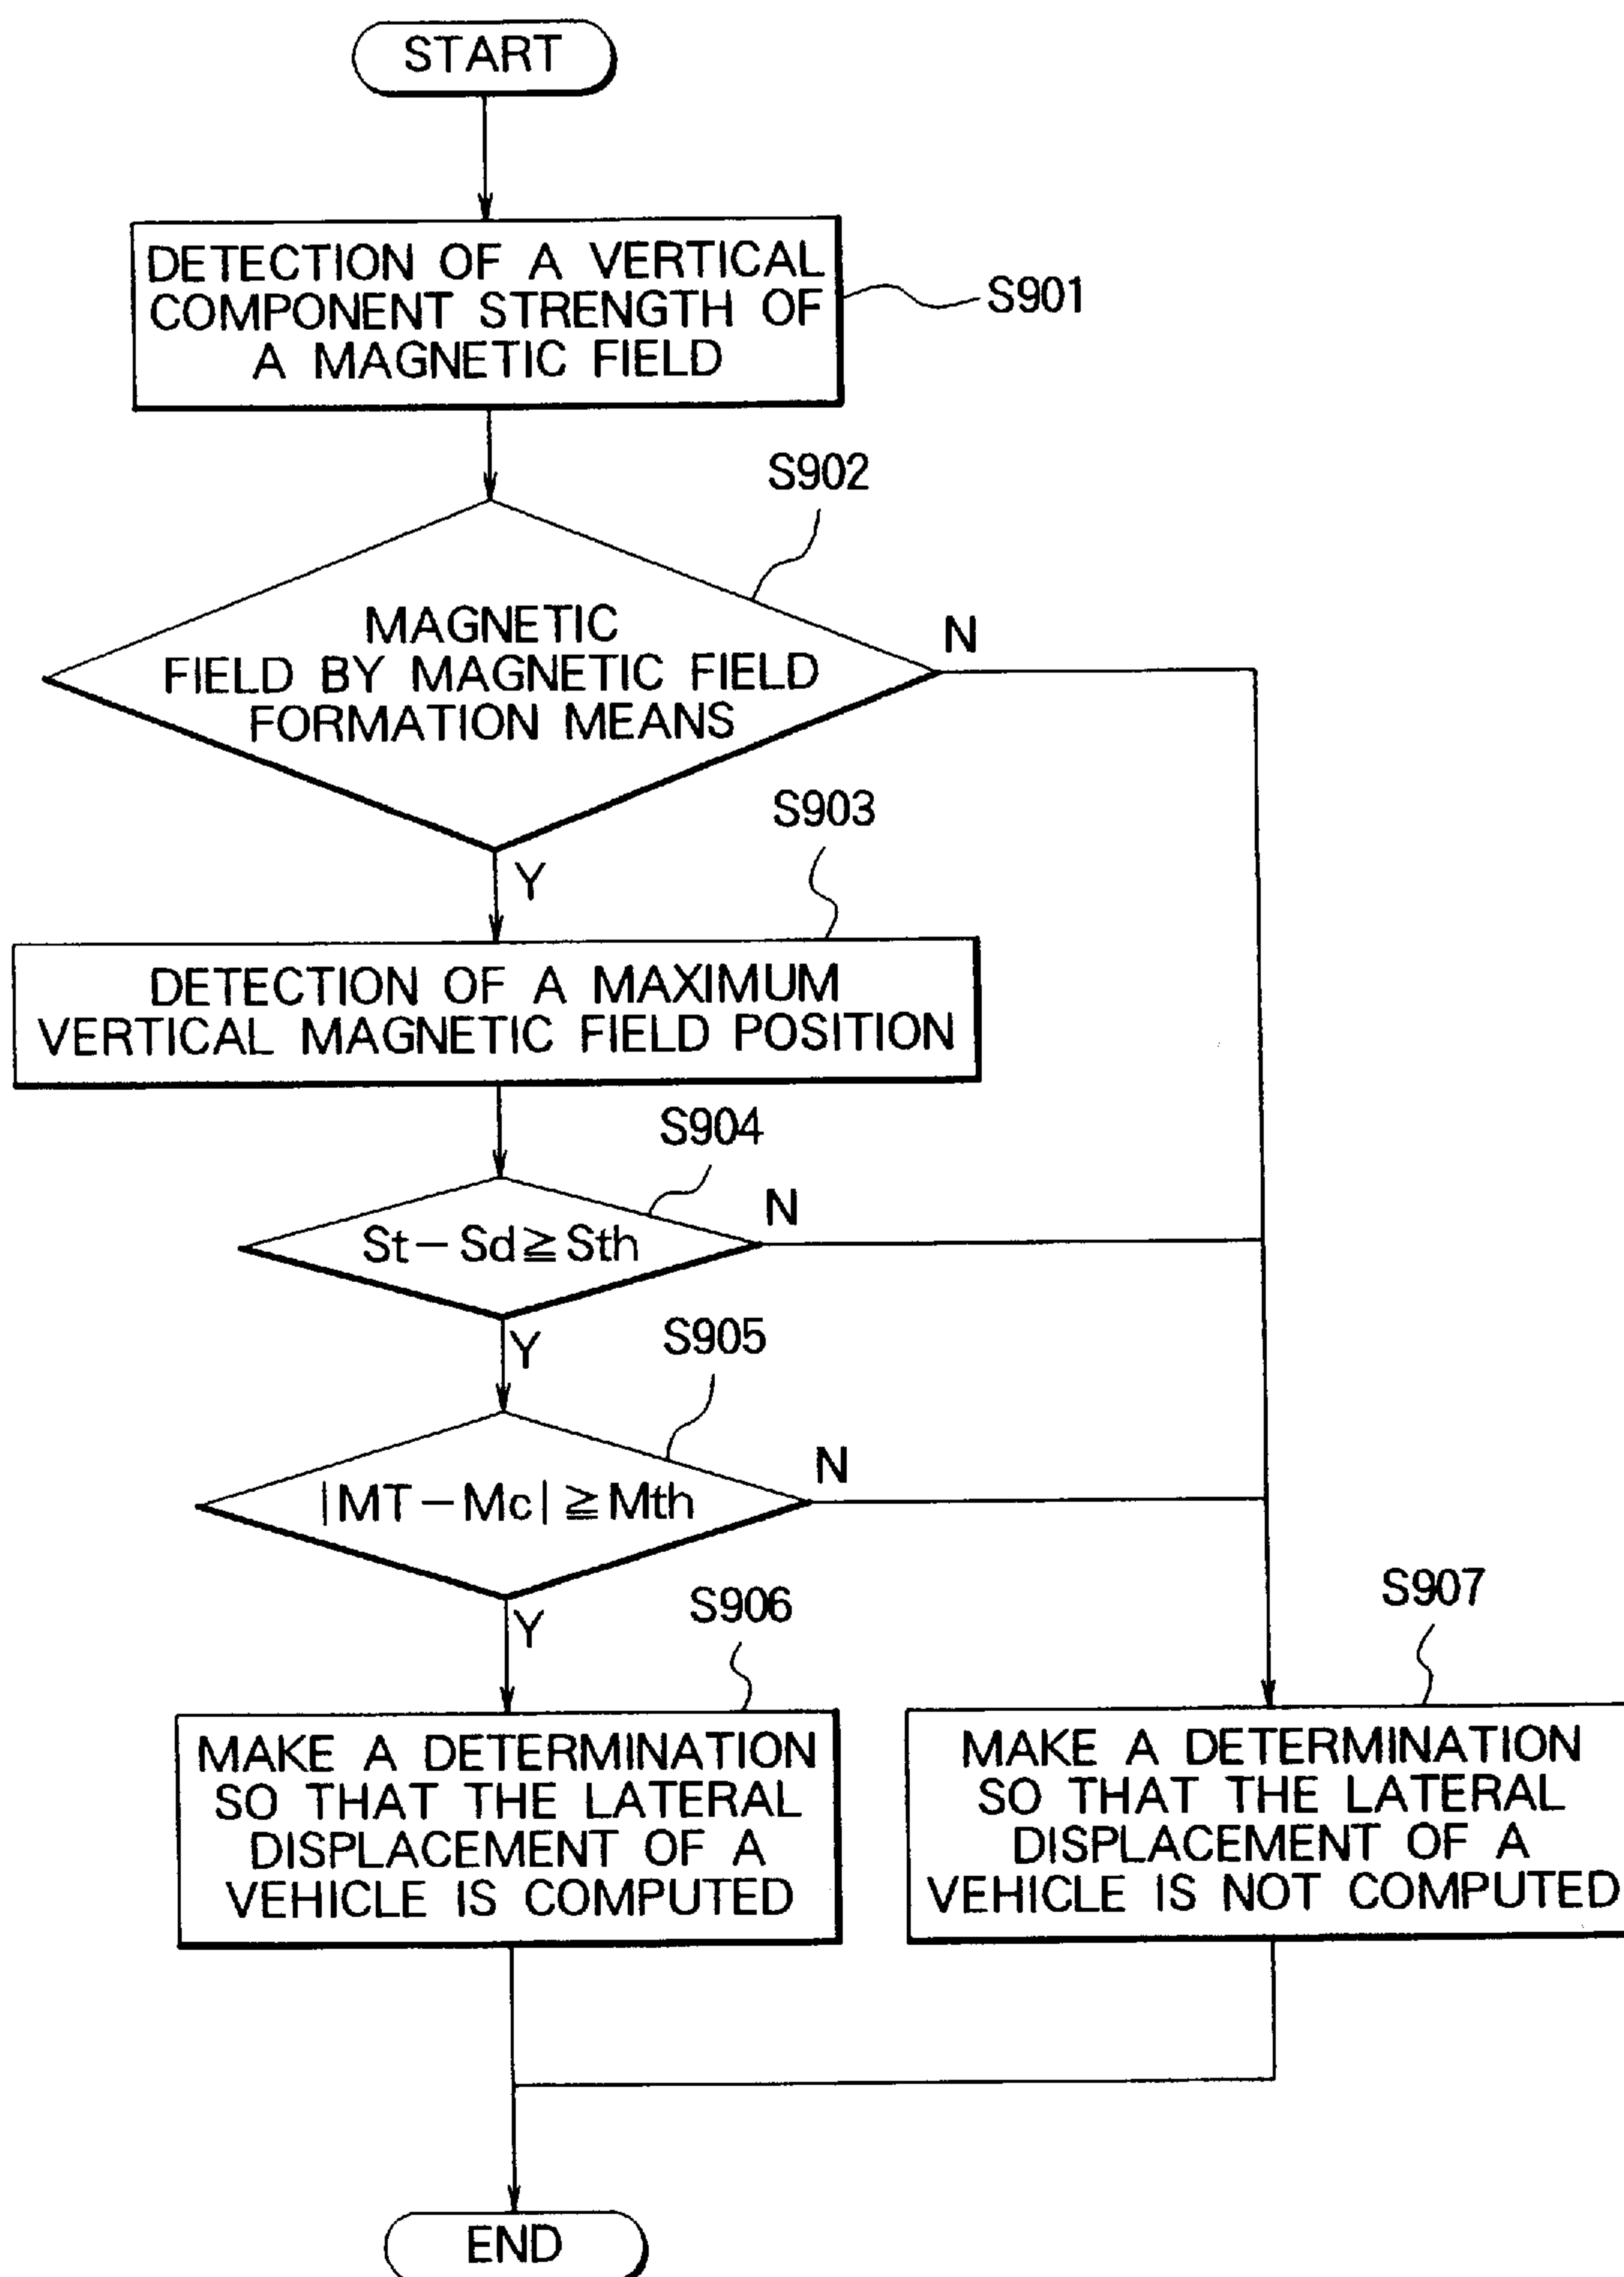 START
DETECTION OF A VERTICAL
COMPONENT STRENGTH OF
A MAGNETIC FIELD
S901
S902
MAGNETIC
FIELD BY MAGNETIC FIELD
FORMATION MEANS
N
Y
S903
DETECTION OF A MAXIMUM
VERTICAL MAGNETIC FIELD POSITION
S904
St－Sd≧Sth
N
Y
S905
|MT－Mc|≧Mth
N
Y
S906
MAKE A DETERMINATION
SO THAT THE LATERAL
DISPLACEMENT OF A
VEHICLE IS COMPUTED
S907
MAKE A DETERMINATION
SO THAT THE LATERAL
DISPLACEMENT OF A
VEHICLE IS NOT COMPUTED
END